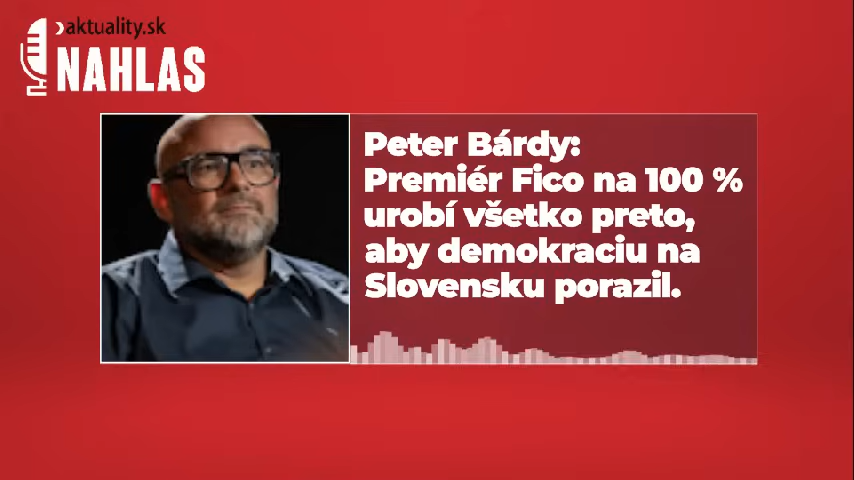 aktuality.sk
NAHLAS
Peter Bárdy:
Premiér Fico na 100 %
urobí všetko preto,
aby demokraciu na
Slovensku porazil.